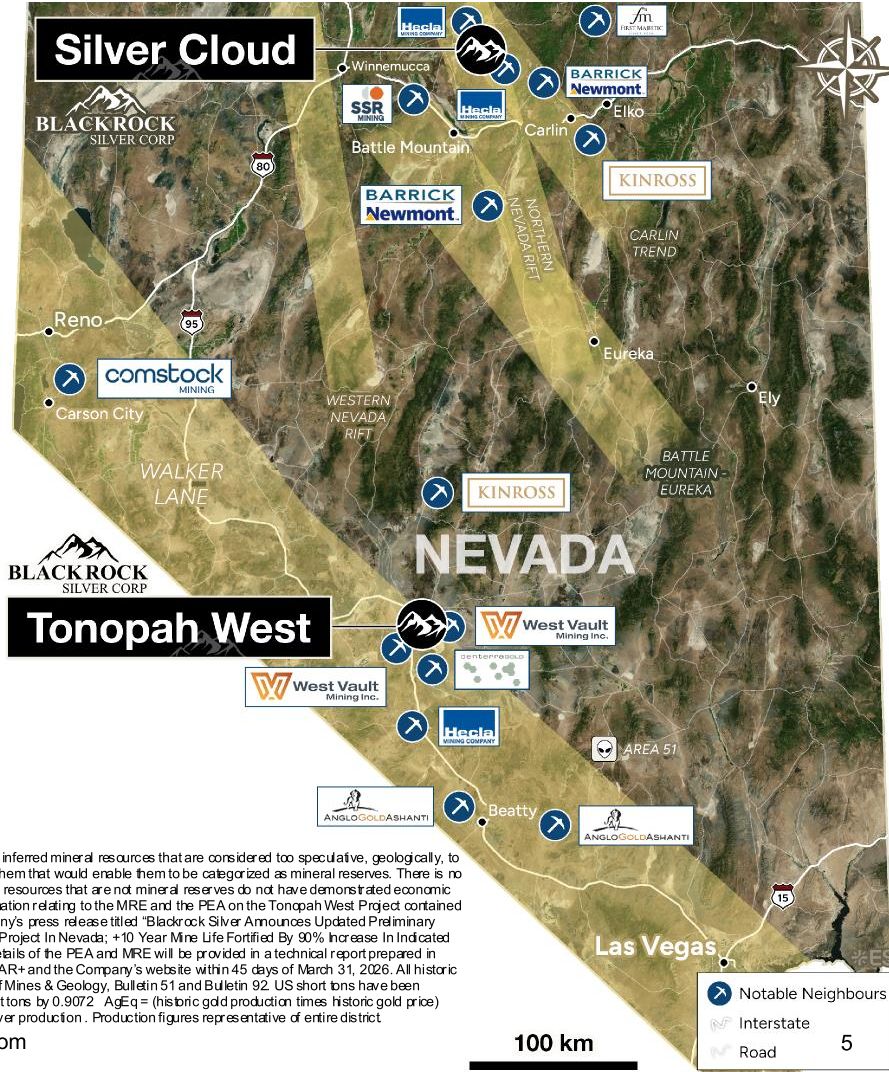 Hecla
MINING COMPANY
fm
FIRST MAJESTIC
Silver Cloud
Winnemucca
BARRICK
Newmont
BLACKROCK
SILVER CORP
SSR
MINING
Hecla
MINING COMPANY
Elko
Carlin
Battle Mountain
80
KINROSS
BARRICK
Newmont
NORTHERN
NEVADA RIFT
CARLIN
TREND
Reno
95
Eureka
comstock
MINING
Ely
Carson City
WESTERN
NEVADA
RIFT
WALKER
LANE
BATTLE
MOUNTAIN -
EUREKA
KINROSS
NEVADA
BLACKROCK
SILVER CORP
Tonopah West
West Vault
Mining Inc.
centerraGOLD
West Vault
Mining Inc.
Hecla
MINING COMPANY
AREA 51
ANGLOGOLDASHANTI
Beatty
ANGLOGOLDASHANTI
inferred mineral resources that are considered too speculative, geologically, to
hem that would enable them to be categorized as mineral reserves. There is no
resources that are not mineral reserves do not have demonstrated economic
ation relating to the MRE and the PEA on the Tonopah West Project contained
ny's press release titled "Blackrock Silver Announces Updated Preliminary
Project In Nevada; +10 Year Mine Life Fortified By 90% Increase In Indicated
etails of the PEA and MRE will be provided in a technical report prepared in
AR+ and the Company's website within 45 days of March 31, 2026. All historic
f Mines & Geology, Bulletin 51 and Bulletin 92. US short tons have been
t tons by 0.9072 AgEq = (historic gold production times historic gold price)
ver production . Production figures representative of entire district.
15
Las Vegas
Notable Neighbours
Interstate
Road
om
100 km
5